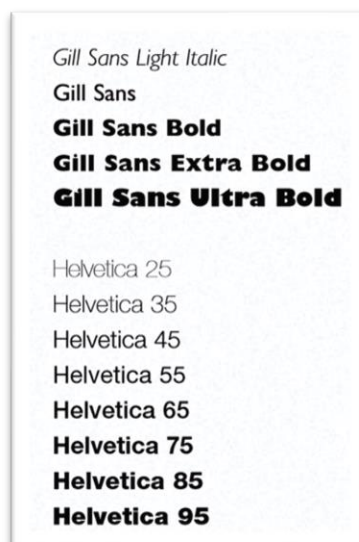 Gill Sans Light Italic
Gill Sans
Gill Sans Bold
Gill Sans Extra Bold
Gill Sans Ultra Bold
Helvetica 25
Helvetica 35
Helvetica 45
Helvetica 55
Helvetica 65
Helvetica 75
Helvetica 85
Helvetica 95